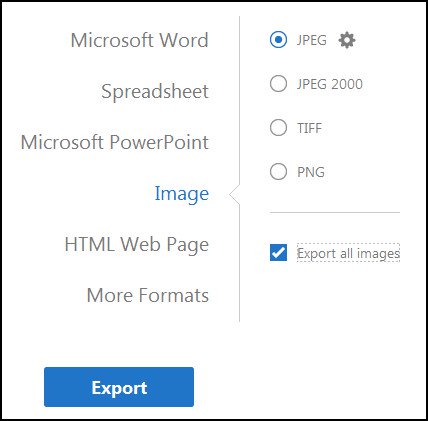 Microsoft Word
Spreadsheet
Microsoft PowerPoint
Image
HTML Web Page
More Formats
JPEG
JPEG 2000
TIFF
PNG
Export all images
Export